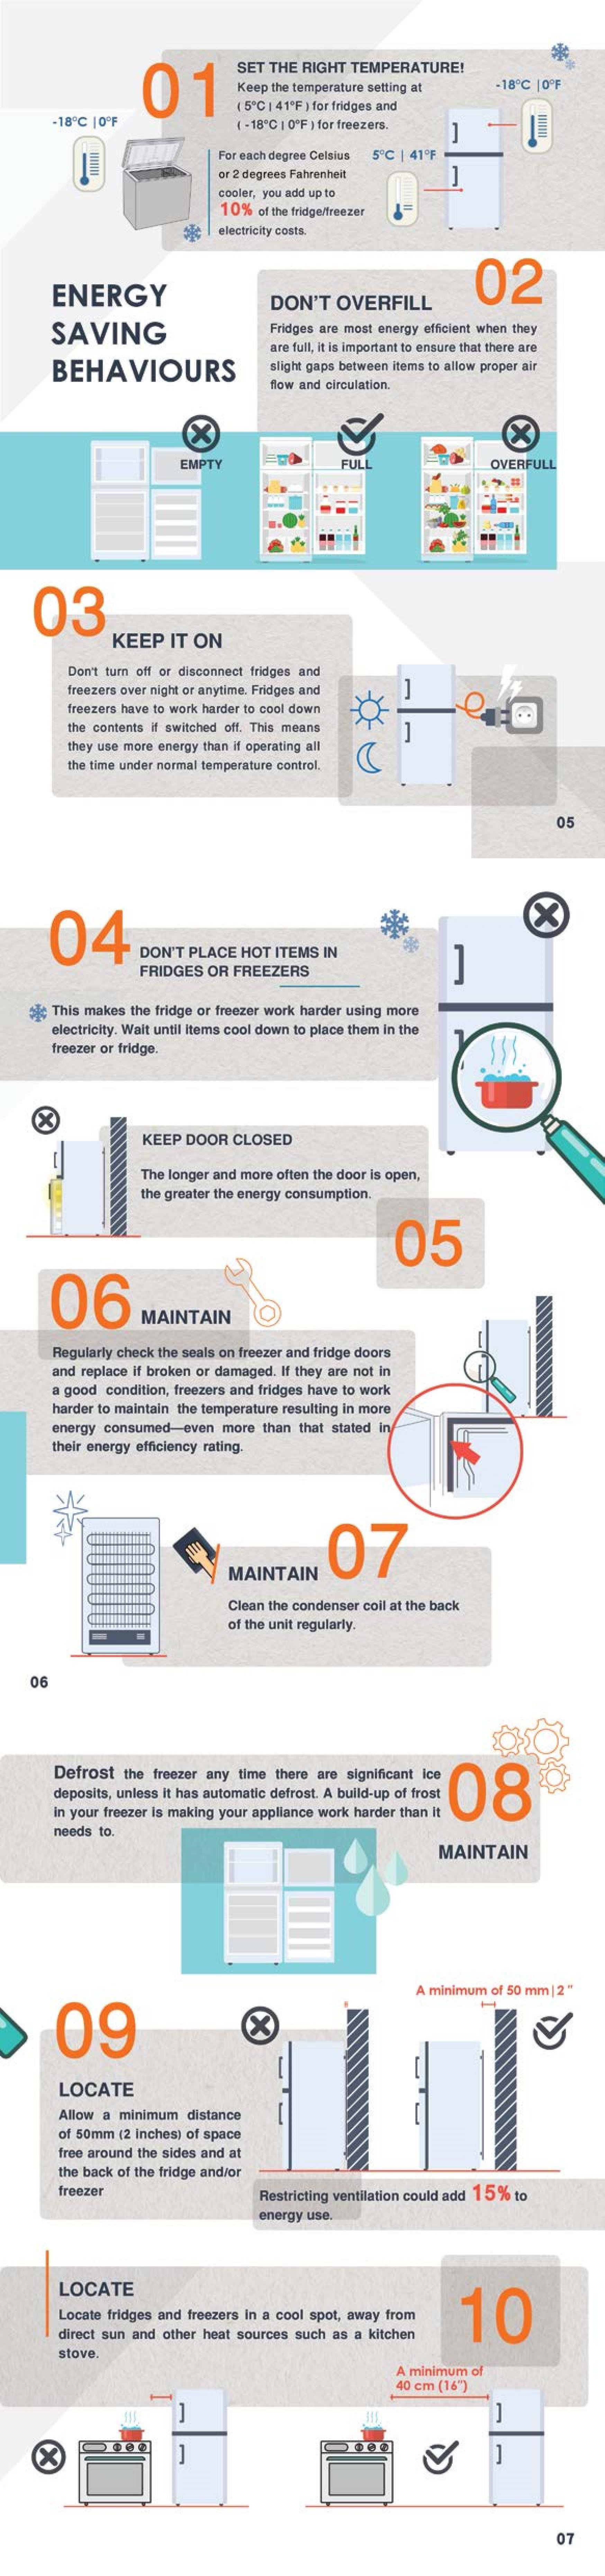 01
SET THE RIGHT TEMPERATURE!
Keep the temperature setting at
( 5°C | 41°F ) for fridges and
( -18°C | 0°F ) for freezers.
-18°C | 0°F
-18°C | 0°F
For each degree Celsius
or 2 degrees Fahrenheit
cooler, you add up to
10% of the fridge/freezer
electricity costs.
5°C | 41°F
ENERGY
SAVING
BEHAVIOURS
02
DON'T OVERFILL
Fridges are most energy efficient when they
are full, it is important to ensure that there are
slight gaps between items to allow proper air
flow and circulation.
EMPTY
FULL
OVERFULL
03
KEEP IT ON
Don't turn off or disconnect fridges and
freezers over night or anytime. Fridges and
freezers have to work harder to cool down
the contents if switched off. This means
they use more energy than if operating all
the time under normal temperature control.
05
04
DON'T PLACE HOT ITEMS IN
FRIDGES OR FREEZERS
This makes the fridge or freezer work harder using more
electricity. Wait until items cool down to place them in the
freezer or fridge.
KEEP DOOR CLOSED
The longer and more often the door is open,
the greater the energy consumption.
05
06
MAINTAIN
Regularly check the seals on freezer and fridge doors
and replace if broken or damaged. If they are not in
a good condition, freezers and fridges have to work
harder to maintain the temperature resulting in more
energy consumed—even more than that stated in
their energy efficiency rating.
07
MAINTAIN
Clean the condenser coil at the back
of the unit regularly.
06
Defrost the freezer any time there are significant ice
deposits, unless it has automatic defrost. A build-up of frost
in your freezer is making your appliance work harder than it
needs to.
08
MAINTAIN
A minimum of 50 mm | 2 "
09
LOCATE
Allow a minimum distance
of 50mm (2 inches) of space
free around the sides and at
the back of the fridge and/or
freezer
Restricting ventilation could add 15% to
energy use.
LOCATE
10
Locate fridges and freezers in a cool spot, away from
direct sun and other heat sources such as a kitchen
stove.
A minimum of
40 cm (16")
07